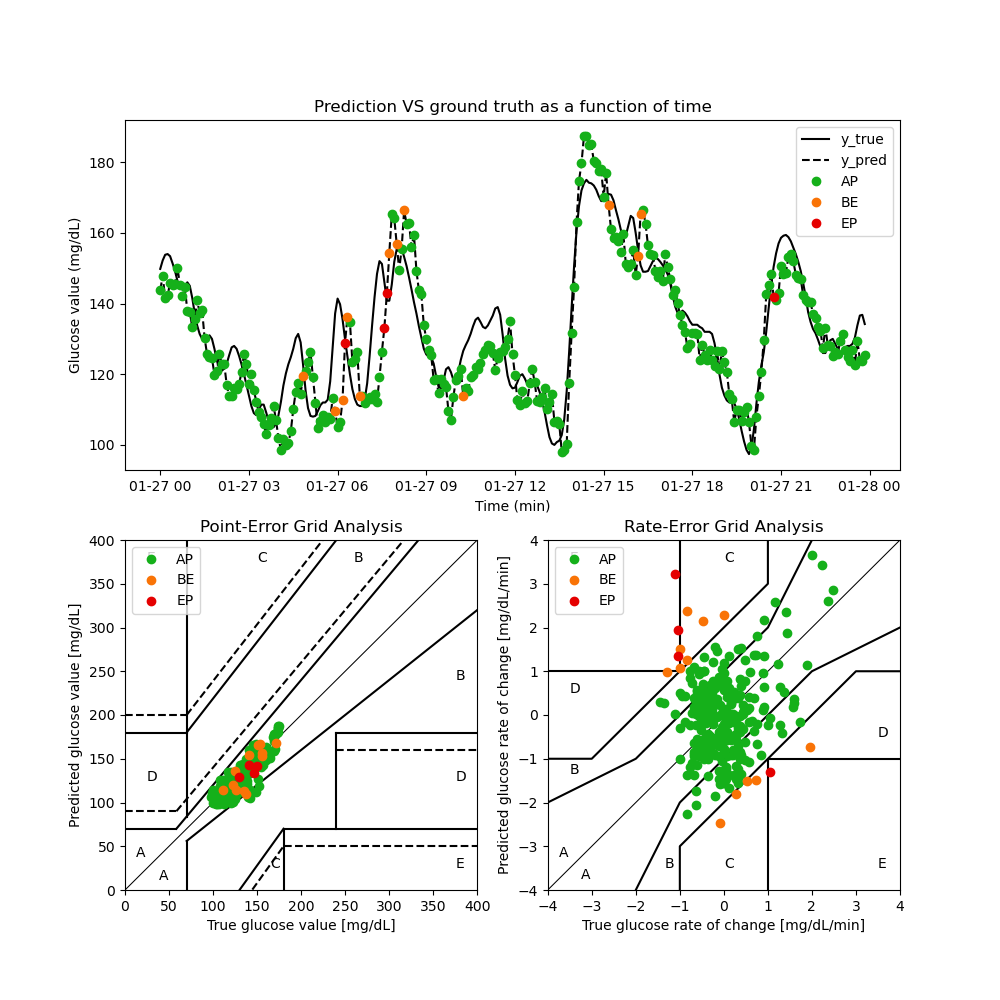 Prediction VS ground truth as a function of time
Glucose value (mg/dL)
180
160
140
120
100
y_true
y_pred
AP
BE
EP
01-27 00 01-27 03 01-27 06 01-27 09 01-27 12 01-27 15 01-27 18 01-27 21 01-28 00
Time (min)
Point-Error Grid Analysis
Predicted glucose value [mg/dL]
400
350
300
250
200
150
100
50
0
AP
BE
EP
C B
B
D D
A
A
C
E
0 50 100 150 200 250 300 350 400
True glucose value [mg/dL]
Rate-Error Grid Analysis
Predicted glucose rate of change [mg/dL/min]
4
3
2
1
0
−1
−2
−3
−4
AP
BE
EP
C
D
D
B
A
A
B C E
−4 −3 −2 −1 0 1 2 3 4
True glucose rate of change [mg/dL/min]